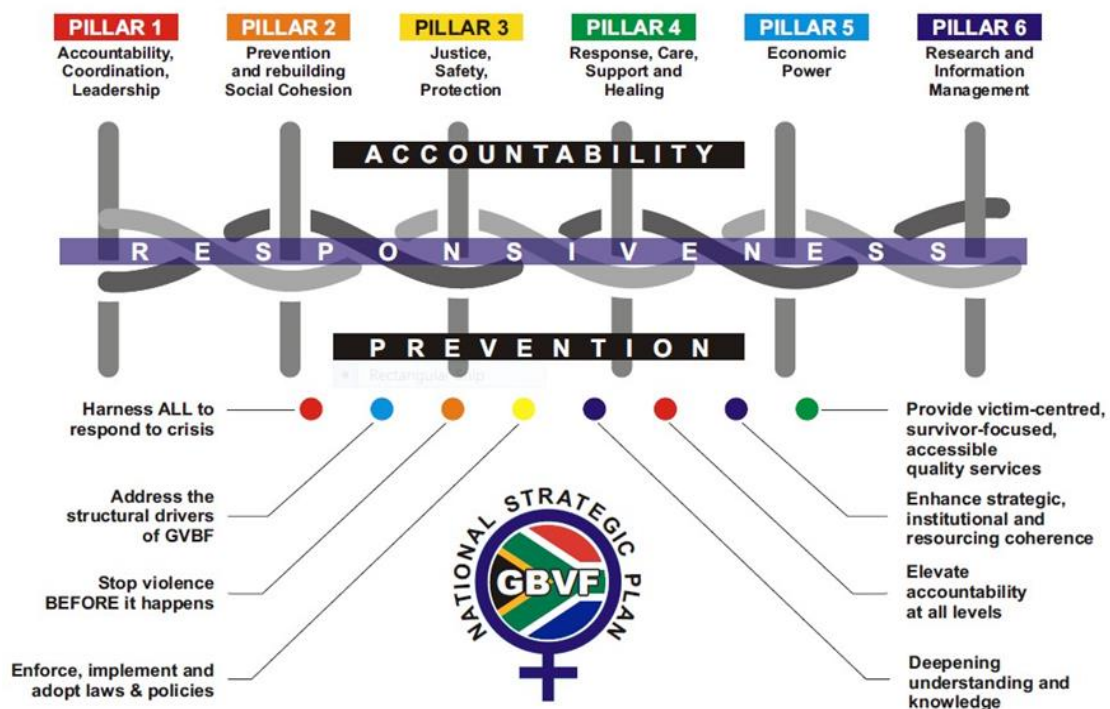 PILLAR 1
Accountability,
Coordination,
Leadership
PILLAR 2
Prevention
and rebuilding
Social Cohesion
PILLAR 3
Justice,
Safety,
Protection
PILLAR 4
Response, Care,
Support and
Healing
PILLAR 5
Economic
Power
PILLAR 6
Research and
Information
Management
ACCOUNTABILITY
RESPONSIVENESS
PREVENTION
Harness ALL to
respond to crisis
Address the
structural drivers
of GVBF
Stop violence
BEFORE it happens
Enforce, implement and
adopt laws & policies
NATIONAL STRATEGIC PLAN
GBVF
Provide victim-centred,
survivor-focused,
accessible
quality services
Enhance strategic,
institutional and
resourcing coherence
Elevate
accountability
at all levels
Deepening
understanding and
knowledge